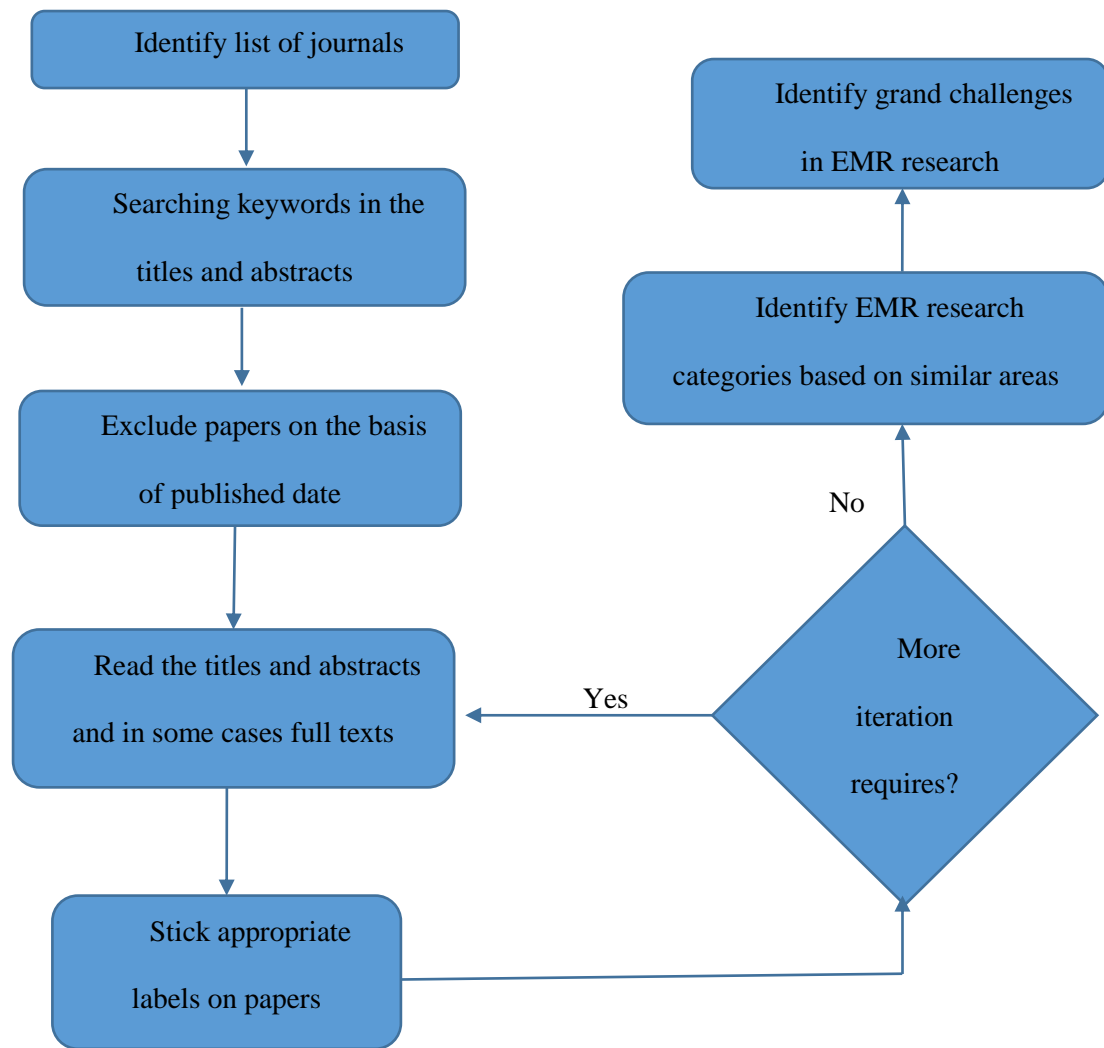 Identify list of journals
Searching keywords in the
titles and abstracts
Exclude papers on the basis
of published date
Read the titles and abstracts
and in some cases full texts
Stick appropriate
labels on papers
More
iteration
requires?
Yes
No
Identify EMR research
categories based on similar areas
Identify grand challenges
in EMR research